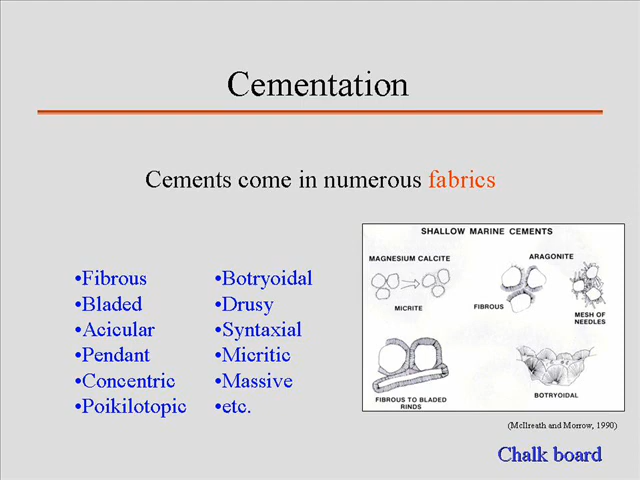 Cementation
Cements come in numerous fabrics
•Fibrous
•Bladed
•Acicular
•Pendant
•Concentric
•Poikilotopic
•Botryoidal
•Drusy
•Syntaxial
•Micritic
•Massive
•etc.
SHALLOW MARINE CEMENTS
MAGNESIUM CALCITE
MICRITE
FIBROUS TO BLADED
RINDS
ARAGONITE
FIBROUS
MESH OF
NEEDLES
BOTRYOIDAL
(McIlreath and Morrow, 1990)
Chalk board